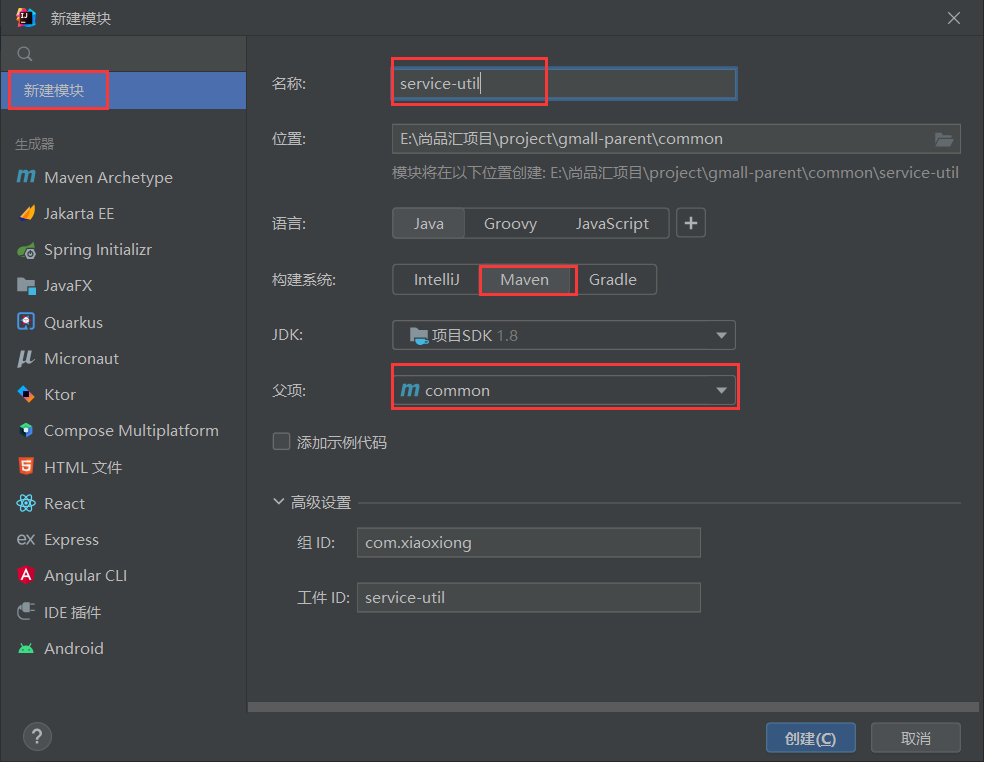 新建模块
新建模块
生成器
Maven Archetype
Jakarta EE
Spring Initializr
JavaFX
Quarkus
Micronaut
Ktor
Compose Multiplatform
HTML 文件
React
Express
Angular CLI
IDE 插件
Android
名称: service-util
位置: E:\尚品汇项目\project\gmall-parent\common
模块将在以下位置创建: E:\尚品汇项目\project\gmall-parent\common\service-util
语言: Java Groovy JavaScript +
构建系统: IntelliJ Maven Gradle
JDK: 项目SDK 1.8
父项: common
添加示例代码
高级设置
组 ID: com.xiaoxiong
工件 ID: service-util
? 创建(C) 取消